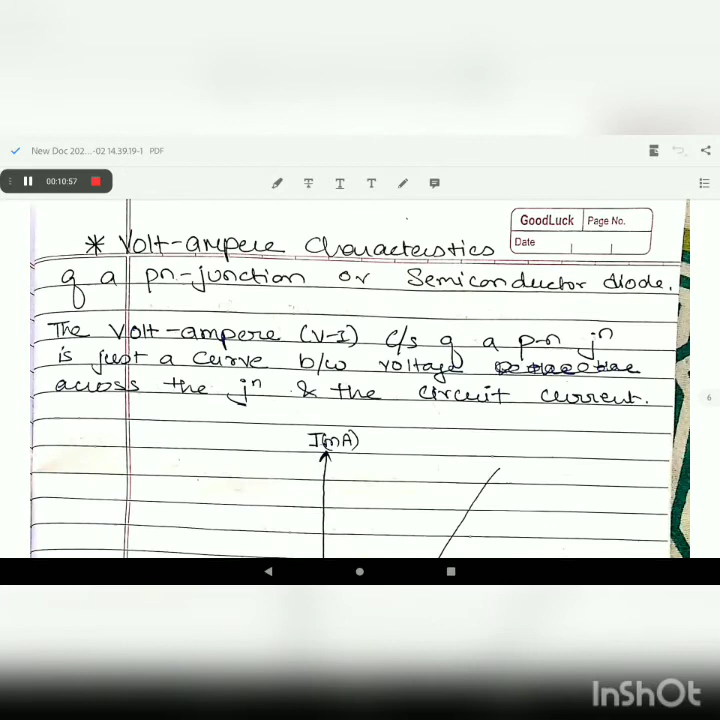 New Doc 202...-02 14.39.19-1 PDF
00:10:57
GoodLuck Page No.
Date
* Volt-ampere Characteristics
of a pn-junction or Semiconductor diode.
The Volt-ampere (V-I) c/s of a p-n jⁿ
is just a curve b/w voltage
across the jⁿ & the circuit current.
I(mA)
6
InShOt